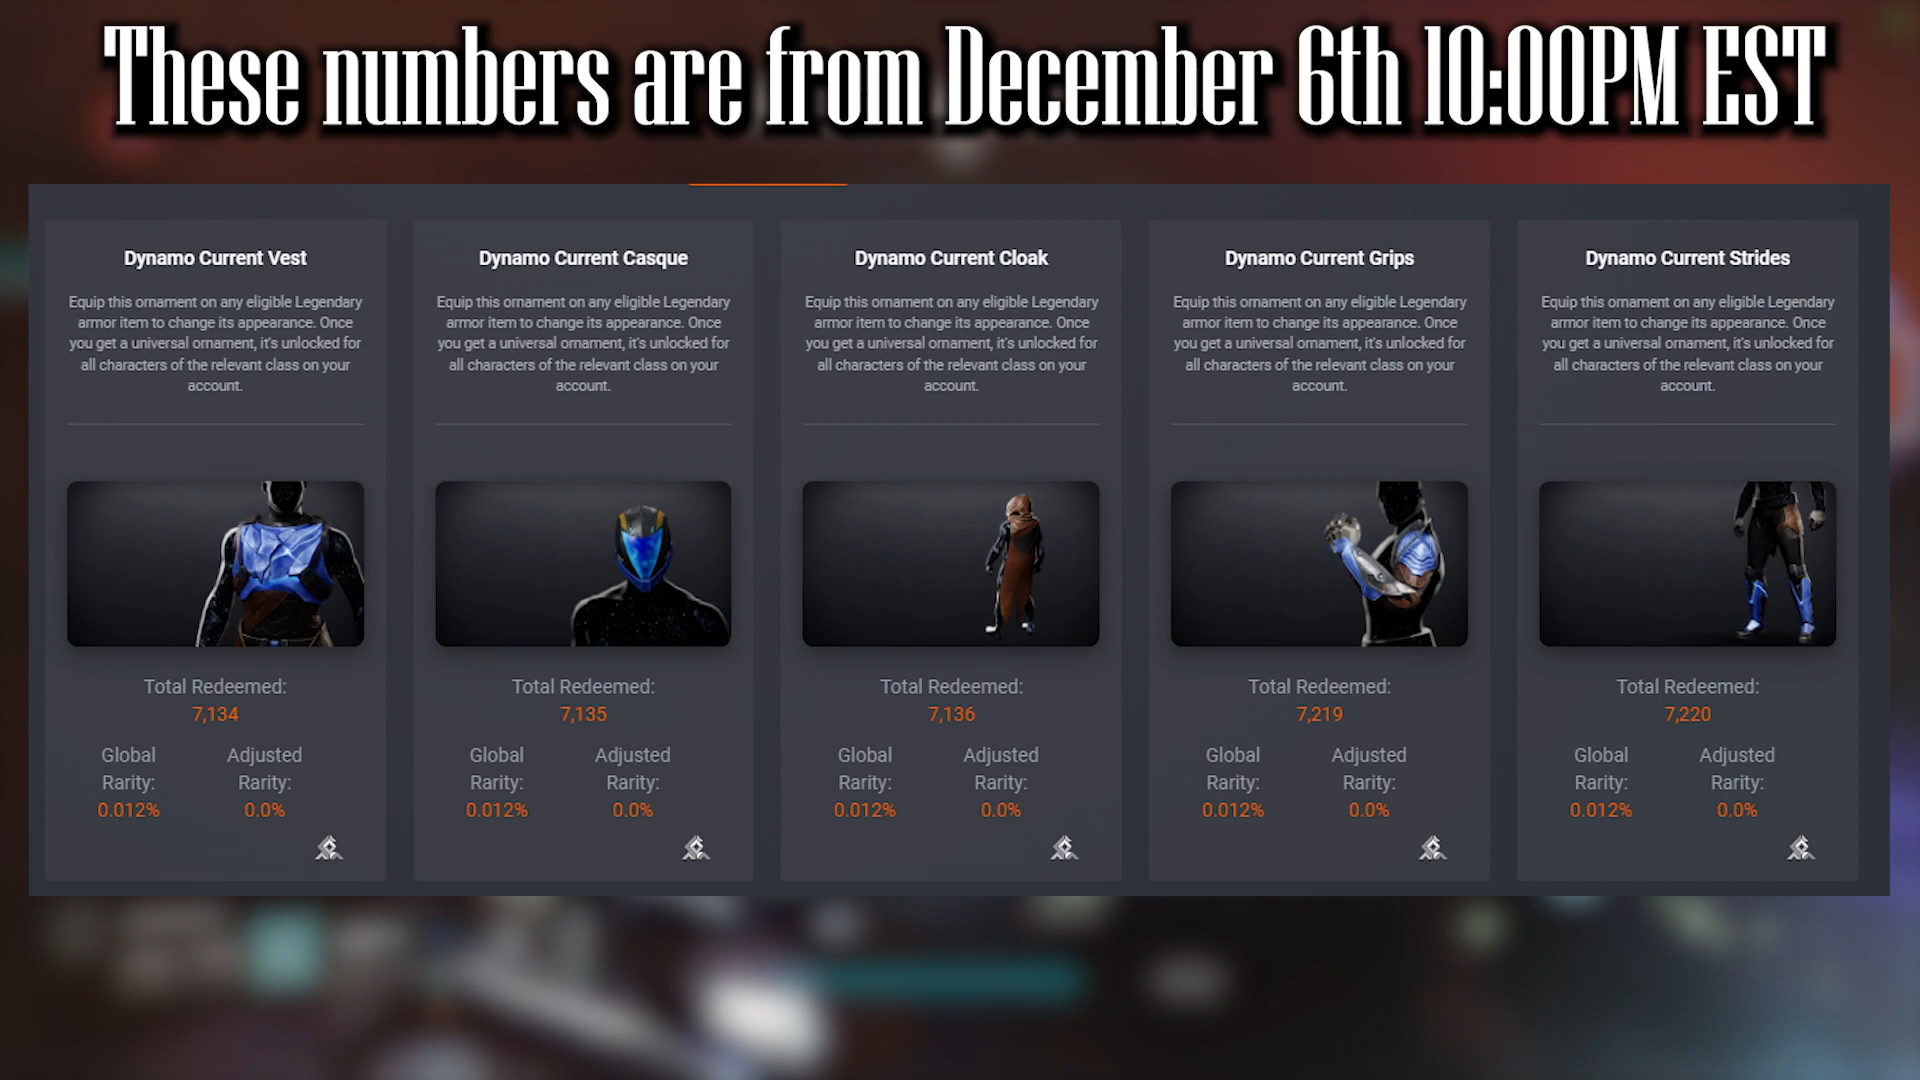 These numbers are from December 6th 10:00PM EST
Dynamo Current Vest
Equip this ornament on any eligible Legendary
armor item to change its appearance. Once
you get a universal ornament, it's unlocked for
all characters of the relevant class on your
account.
Total Redeemed:
7,134
Global
Rarity:
0.012%
Adjusted
Rarity:
0.0%
Dynamo Current Casque
Equip this ornament on any eligible Legendary
armor item to change its appearance. Once
you get a universal ornament, it's unlocked for
all characters of the relevant class on your
account.
Total Redeemed:
7,135
Global
Rarity:
0.012%
Adjusted
Rarity:
0.0%
Dynamo Current Cloak
Equip this ornament on any eligible Legendary
armor item to change its appearance. Once
you get a universal ornament, it's unlocked for
all characters of the relevant class on your
account.
Total Redeemed:
7,136
Global
Rarity:
0.012%
Adjusted
Rarity:
0.0%
Dynamo Current Grips
Equip this ornament on any eligible Legendary
armor item to change its appearance. Once
you get a universal ornament, it's unlocked for
all characters of the relevant class on your
account.
Total Redeemed:
7,219
Global
Rarity:
0.012%
Adjusted
Rarity:
0.0%
Dynamo Current Strides
Equip this ornament on any eligible Legendary
armor item to change its appearance. Once
you get a universal ornament, it's unlocked for
all characters of the relevant class on your
account.
Total Redeemed:
7,220
Global
Rarity:
0.012%
Adjusted
Rarity:
0.0%